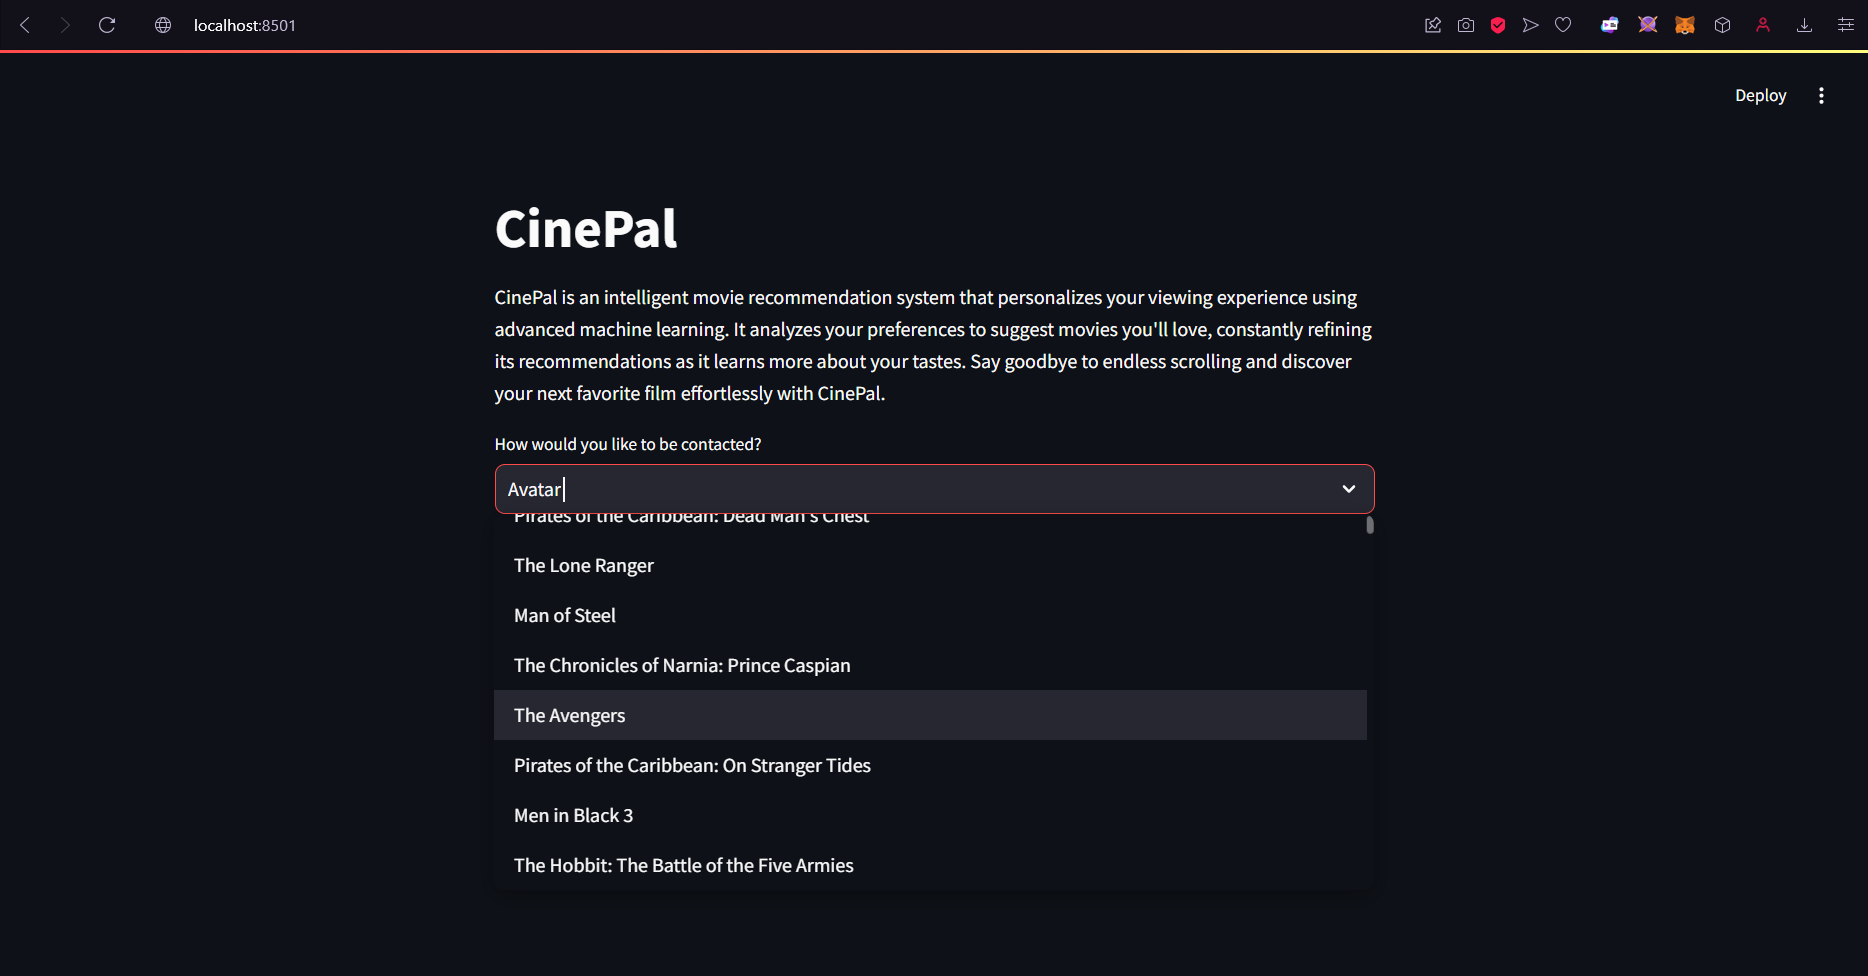 localhost:8501
Deploy
CinePal
CinePal is an intelligent movie recommendation system that personalizes your viewing experience using
advanced machine learning. It analyzes your preferences to suggest movies you'll love, constantly refining
its recommendations as it learns more about your tastes. Say goodbye to endless scrolling and discover
your next favorite film effortlessly with CinePal.
How would you like to be contacted?
Avatar
Pirates of the Caribbean: Dead Man's Chest
The Lone Ranger
Man of Steel
The Chronicles of Narnia: Prince Caspian
The Avengers
Pirates of the Caribbean: On Stranger Tides
Men in Black 3
The Hobbit: The Battle of the Five Armies